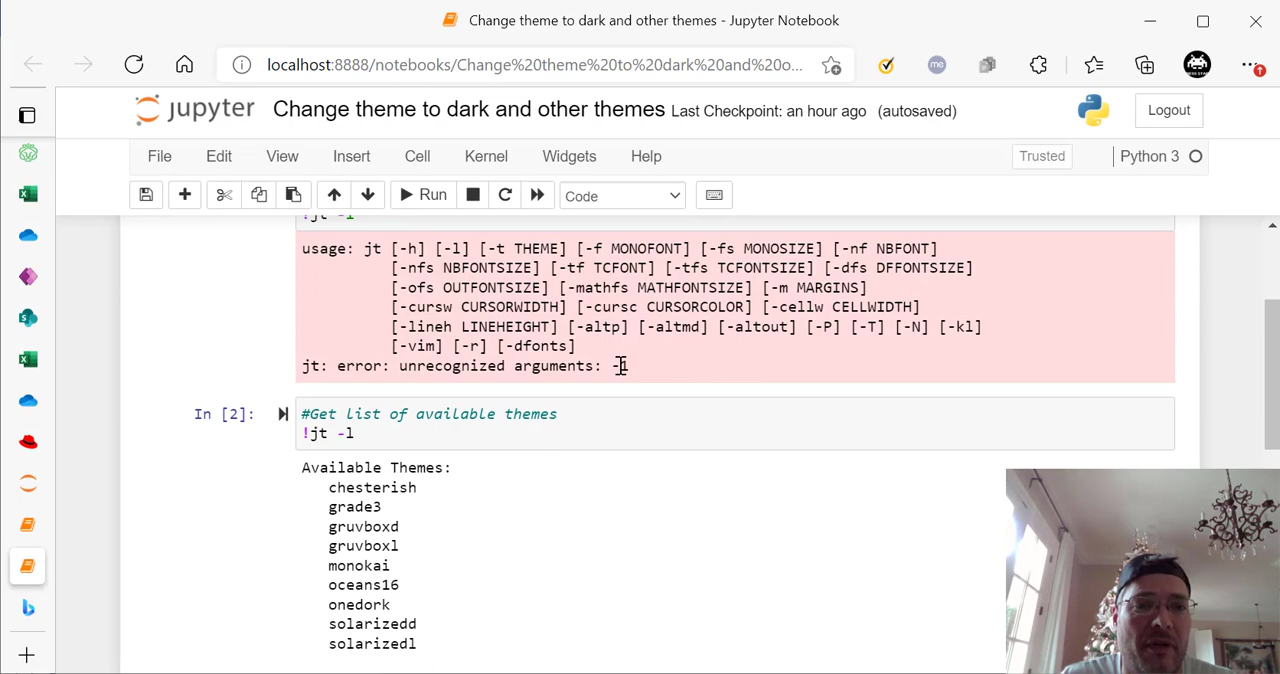 Change theme to dark and other themes - Jupyter Notebook
localhost:8888/notebooks/Change%20theme%20to%20dark%20and%20o...
me
jupyter Change theme to dark and other themes Last Checkpoint: an hour ago (autosaved)
Logout
File Edit View Insert Cell Kernel Widgets Help
Trusted Python 3
Run Code
!jt -1
usage: jt [-h] [-l] [-t THEME] [-f MONOFONT] [-fs MONOSIZE] [-nf NBFONT]
[-nfs NBFONTSIZE] [-tf TCFONT] [-tfs TCFONTSIZE] [-dfs DFFONTSIZE]
[-ofs OUTFONTSIZE] [-mathfs MATHFONTSIZE] [-m MARGINS]
[-cursw CURSORWIDTH] [-cursc CURSORCOLOR] [-cellw CELLWIDTH]
[-lineh LINEHEIGHT] [-altp] [-altmd] [-altout] [-P] [-T] [-N] [-kl]
[-vim] [-r] [-dfonts]
jt: error: unrecognized arguments: -1
In [2]: #Get list of available themes
!jt -l
Available Themes:
chesterish
grade3
gruvboxd
gruvboxl
monokai
oceans16
onedork
solarizedd
solarizedl